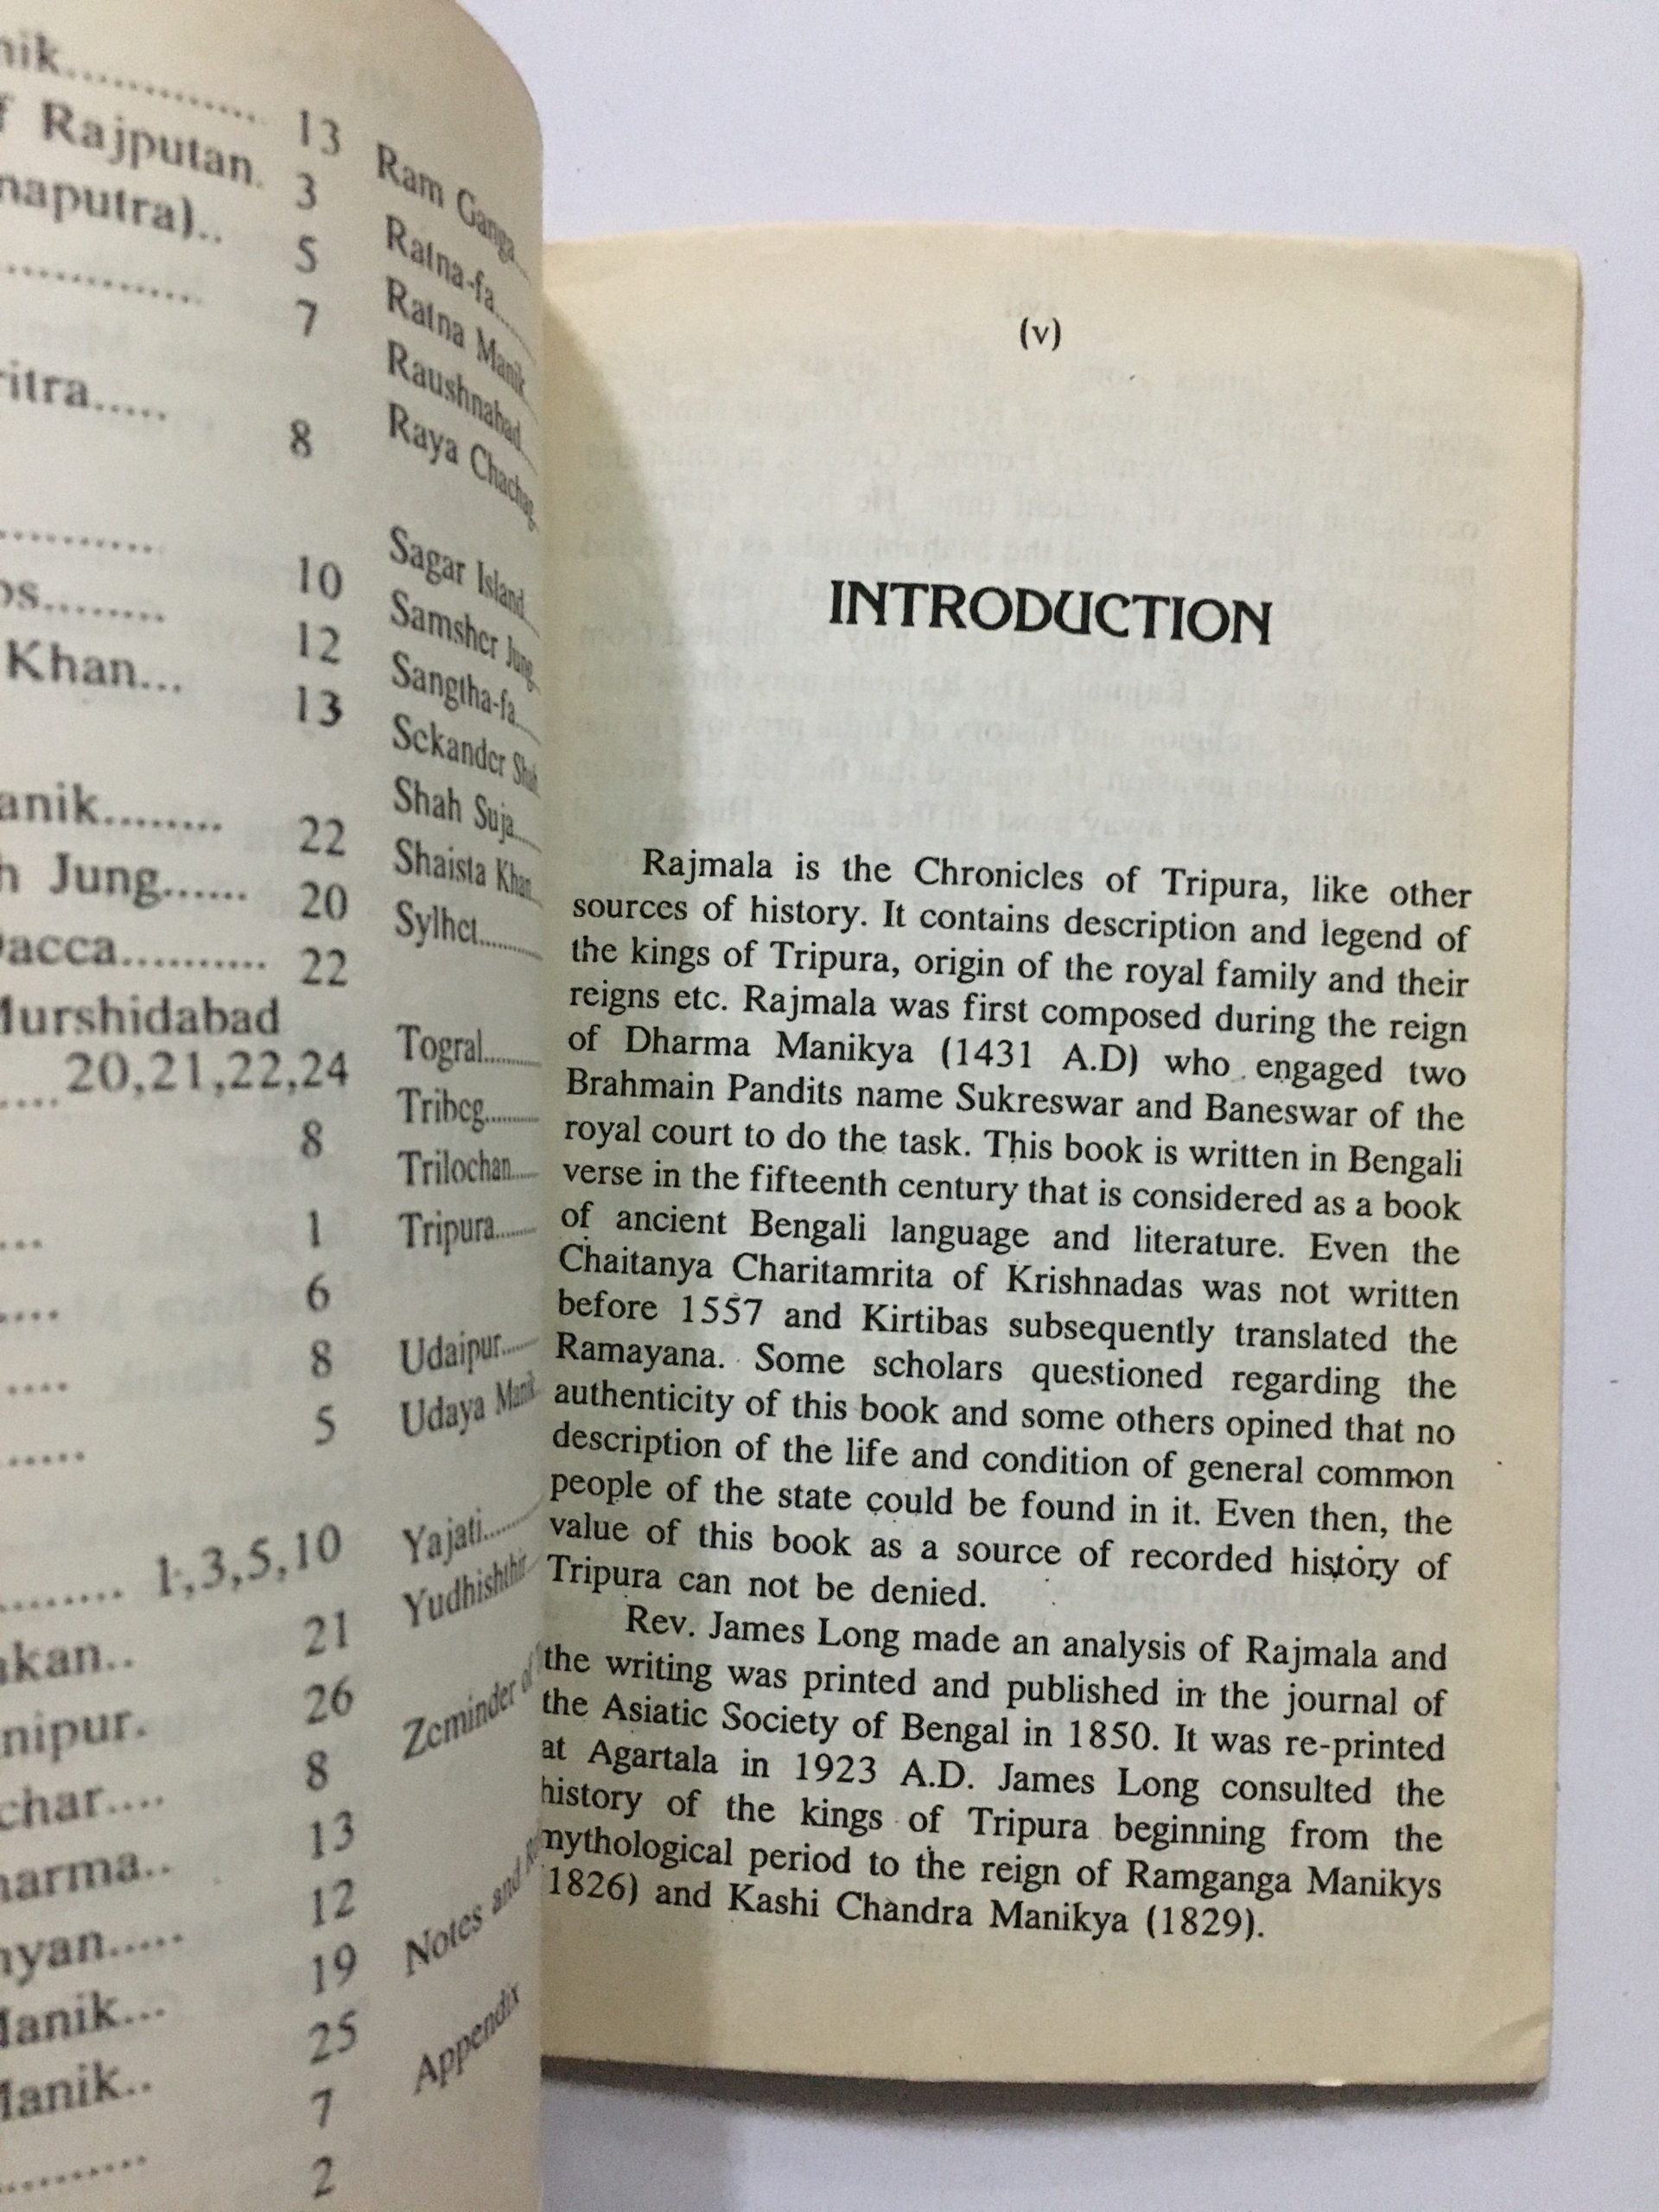 nik............
f Rajputan.
naputra)..
ritra.....
os........
Khan...
anik........
h Jung......
Dacca..........
Murshidabad
20,21,22,24
1,3,5,10
akan..
nipur.
char....
harma..
nyan.....
Manik...
Manik..
13
3
5
7
8
10
12
13
22
20
22
8
1
6
8
5
21
26
8
13
12
19
25
7
2
Ram Ganga...
Ratna-fa......
Ratna Manik
Raushnabad
Raya Chachag
Sagar Island
Samsher Jung
Sangtha-fa...
Sekander Shah
Shah Suja....
Shaista Khan
Sylhet..........
Togral..........
Tribeg.........
Trilochan.....
Tripura.......
Udaipur......
Udaya Manik
Yajati.......
Yudhishthir
Zeminder of
Notes and
Appendix
(v)
INTRODUCTION
Rajmala is the Chronicles of Tripura, like other
sources of history. It contains description and legend of
the kings of Tripura, origin of the royal family and their
reigns etc. Rajmala was first composed during the reign
of Dharma Manikya (1431 A.D) who engaged two
Brahmain Pandits name Sukreswar and Baneswar of the
royal court to do the task. This book is written in Bengali
verse in the fifteenth century that is considered as a book
of ancient Bengali language and literature. Even the
Chaitanya Charitamrita of Krishnadas was not written
before 1557 and Kirtibas subsequently translated the
Ramayana. Some scholars questioned regarding the
authenticity of this book and some others opined that no
description of the life and condition of general common
people of the state could be found in it. Even then, the
value of this book as a source of recorded history of
Tripura can not be denied.
Rev. James Long made an analysis of Rajmala and
the writing was printed and published in the journal of
the Asiatic Society of Bengal in 1850. It was re-printed
at Agartala in 1923 A.D. James Long consulted the
history of the kings of Tripura beginning from the
mythological period to the reign of Ramganga Manikys
1826) and Kashi Chandra Manikya (1829).